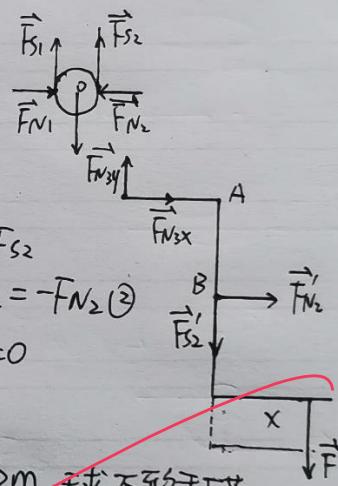 F⃗s₁ F⃗s₂
F⃗N₁ P F⃗N₂
F⃗N₃y
A
F⃗N₃x
Fs₂
B F⃗'N₂
= -FN₂ ②
F⃗'s₂
=0
x
F⃗